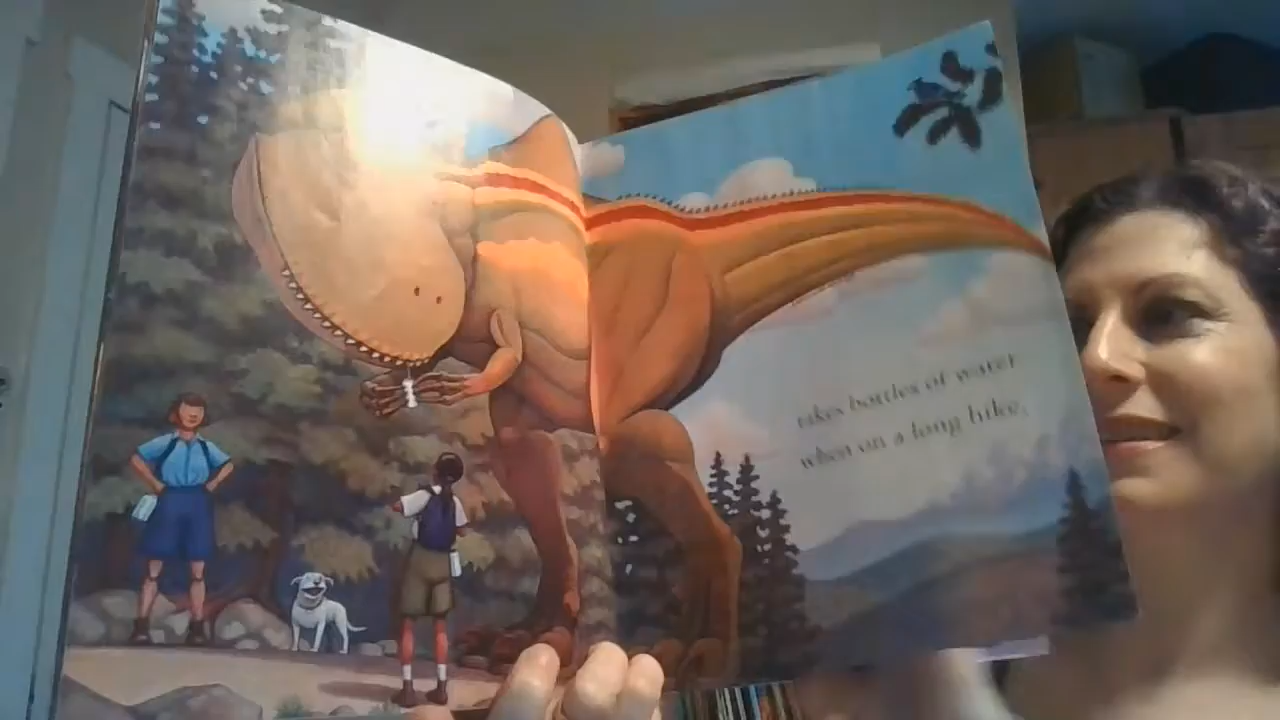 takes bottles of water
when on a long hike,